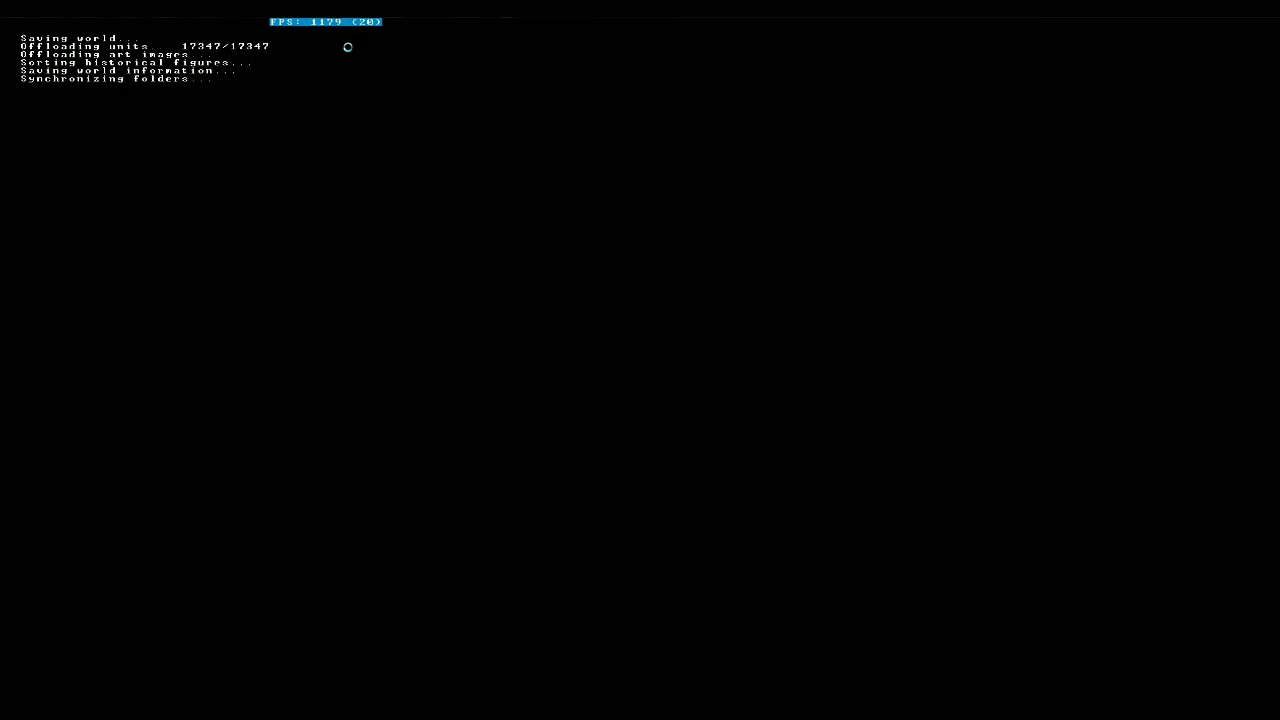 FPS: 1179 (20)
Saving world...
Offloading units... 17347/17347
Offloading art images...
Sorting historical figures...
Saving world information...
Synchronizing folders...